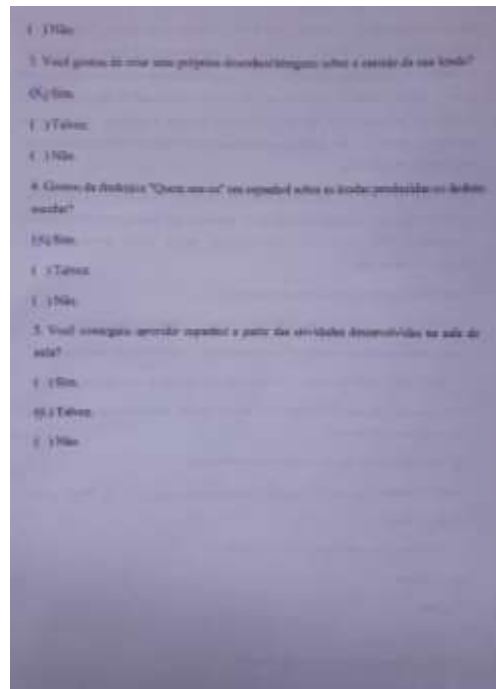 ( ) Não
3. Você gostou de criar seus próprios desenhos/imagens sobre o enredo da sua lenda?
(X) Sim.
( ) Talvez.
( ) Não.
4. Gostou da dinâmica "Quem sou eu" em espanhol sobre as lendas produzidas no âmbito
escolar?
(X) Sim.
( ) Talvez.
( ) Não.
5. Você conseguiu aprender espanhol a partir das atividades desenvolvidas na sala de
aula?
( ) Sim.
(X) Talvez.
( ) Não.